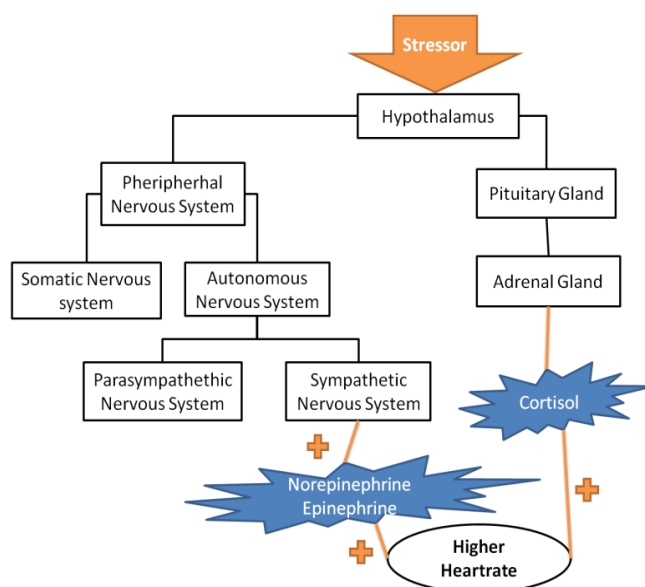 Stressor
Hypothalamus
Pheripherhal
Nervous System
Pituitary Gland
Somatic Nervous
system
Autonomous
Nervous System
Adrenal Gland
Parasympathethic
Nervous System
Sympathetic
Nervous System
Cortisol
Norepinephrine
Epinephrine
Higher
Heartrate